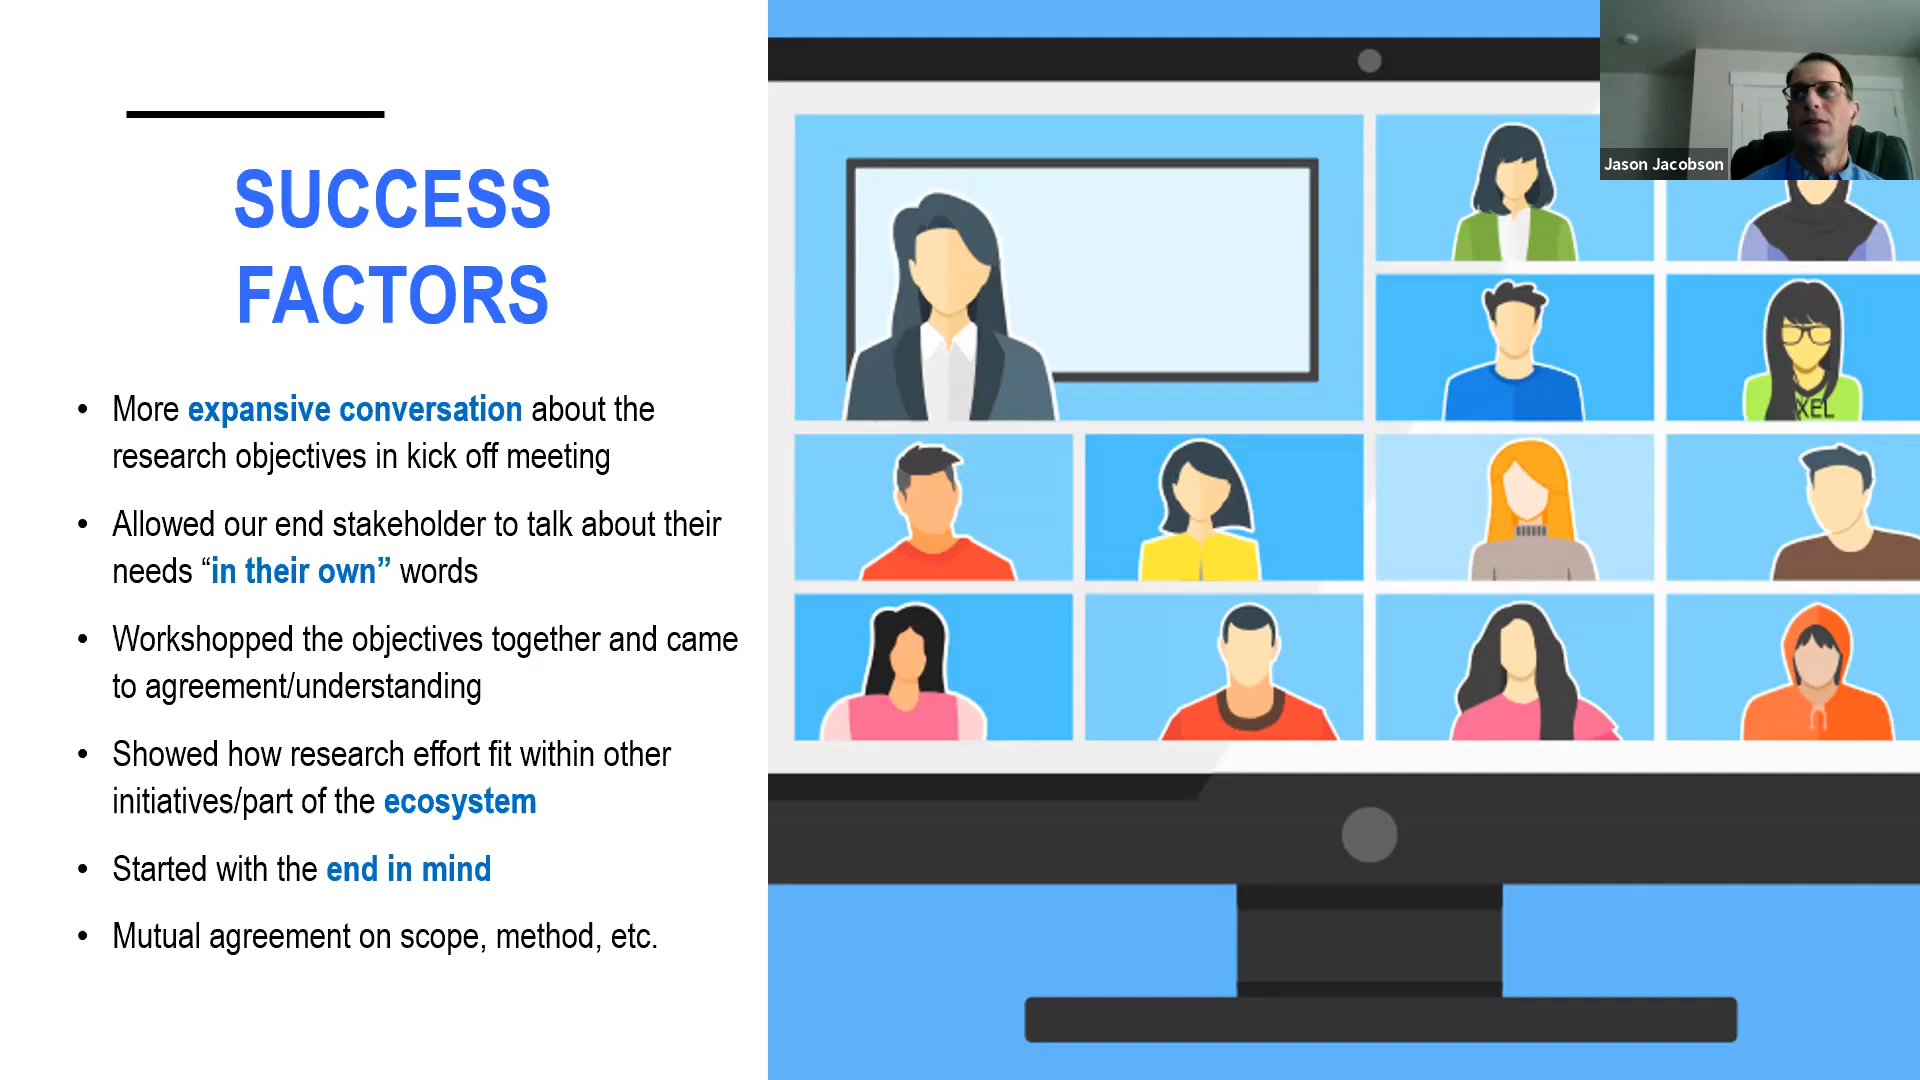 SUCCESS
FACTORS
• More expansive conversation about the
research objectives in kick off meeting
• Allowed our end stakeholder to talk about their
needs “in their own” words
• Workshopped the objectives together and came
to agreement/understanding
• Showed how research effort fit within other
initiatives/part of the ecosystem
• Started with the end in mind
• Mutual agreement on scope, method, etc.
Jason Jacobson
XEL